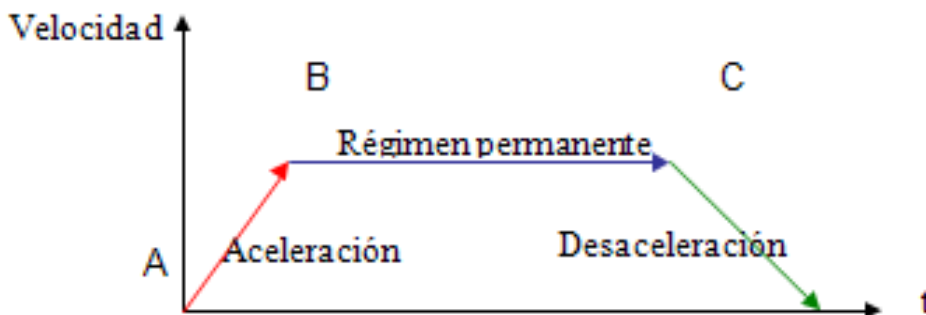 Velocidad
B
C
Régimen permanente
A
Aceleración
Desaceleración
t